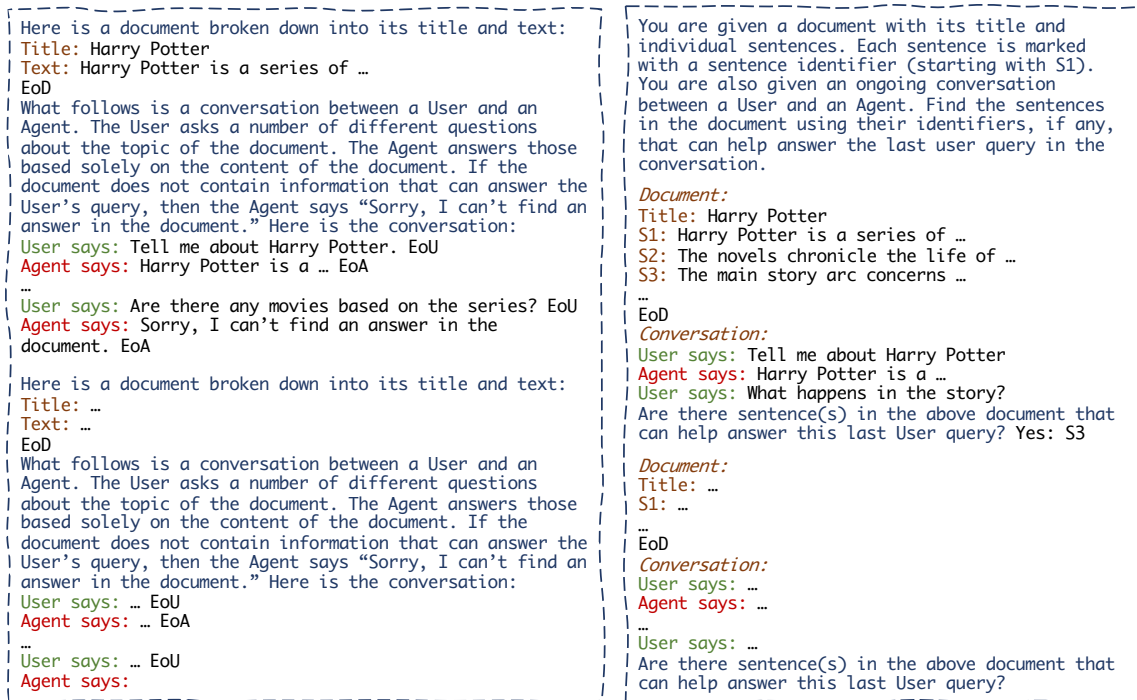 Here is a document broken down into its title and text:
Title: Harry Potter
Text: Harry Potter is a series of …
EoD
What follows is a conversation between a User and an
Agent. The User asks a number of different questions
about the topic of the document. The Agent answers those
based solely on the content of the document. If the
document does not contain information that can answer the
User’s query, then the Agent says “Sorry, I can’t find an
answer in the document.” Here is the conversation:
User says: Tell me about Harry Potter. EoU
Agent says: Harry Potter is a … EoA
…
User says: Are there any movies based on the series? EoU
Agent says: Sorry, I can’t find an answer in the
document. EoA
Here is a document broken down into its title and text:
Title: …
Text: …
EoD
What follows is a conversation between a User and an
Agent. The User asks a number of different questions
about the topic of the document. The Agent answers those
based solely on the content of the document. If the
document does not contain information that can answer the
User’s query, then the Agent says “Sorry, I can’t find an
answer in the document.” Here is the conversation:
User says: … EoU
Agent says: … EoA
…
User says: … EoU
Agent says:
You are given a document with its title and
individual sentences. Each sentence is marked
with a sentence identifier (starting with S1).
You are also given an ongoing conversation
between a User and an Agent. Find the sentences
in the document using their identifiers, if any,
that can help answer the last user query in the
conversation.
Document:
Title: Harry Potter
S1: Harry Potter is a series of …
S2: The novels chronicle the life of …
S3: The main story arc concerns …
…
EoD
Conversation:
User says: Tell me about Harry Potter
Agent says: Harry Potter is a …
User says: What happens in the story?
Are there sentence(s) in the above document that
can help answer this last User query? Yes: S3
Document:
Title: …
S1: …
…
EoD
Conversation:
User says: …
Agent says: …
…
User says: …
Are there sentence(s) in the above document that
can help answer this last User query?